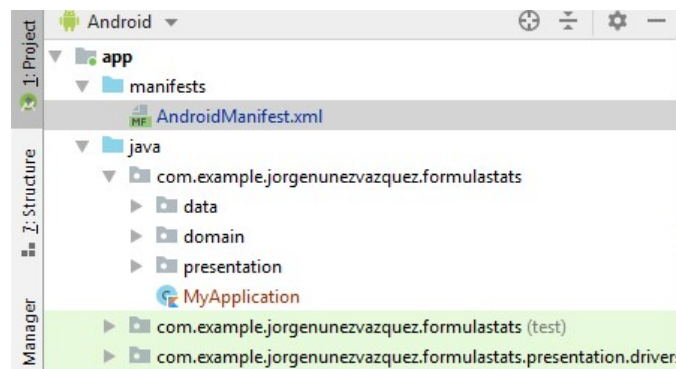 Android
1: Project
app
manifests
MF AndroidManifest.xml
java
com.example.jorgenunezvazquez.formulastats
7: Structure
data
domain
presentation
MyApplication
Manager
com.example.jorgenunezvazquez.formulastats (test)
com.example.jorgenunezvazquez.formulastats.presentation.driver